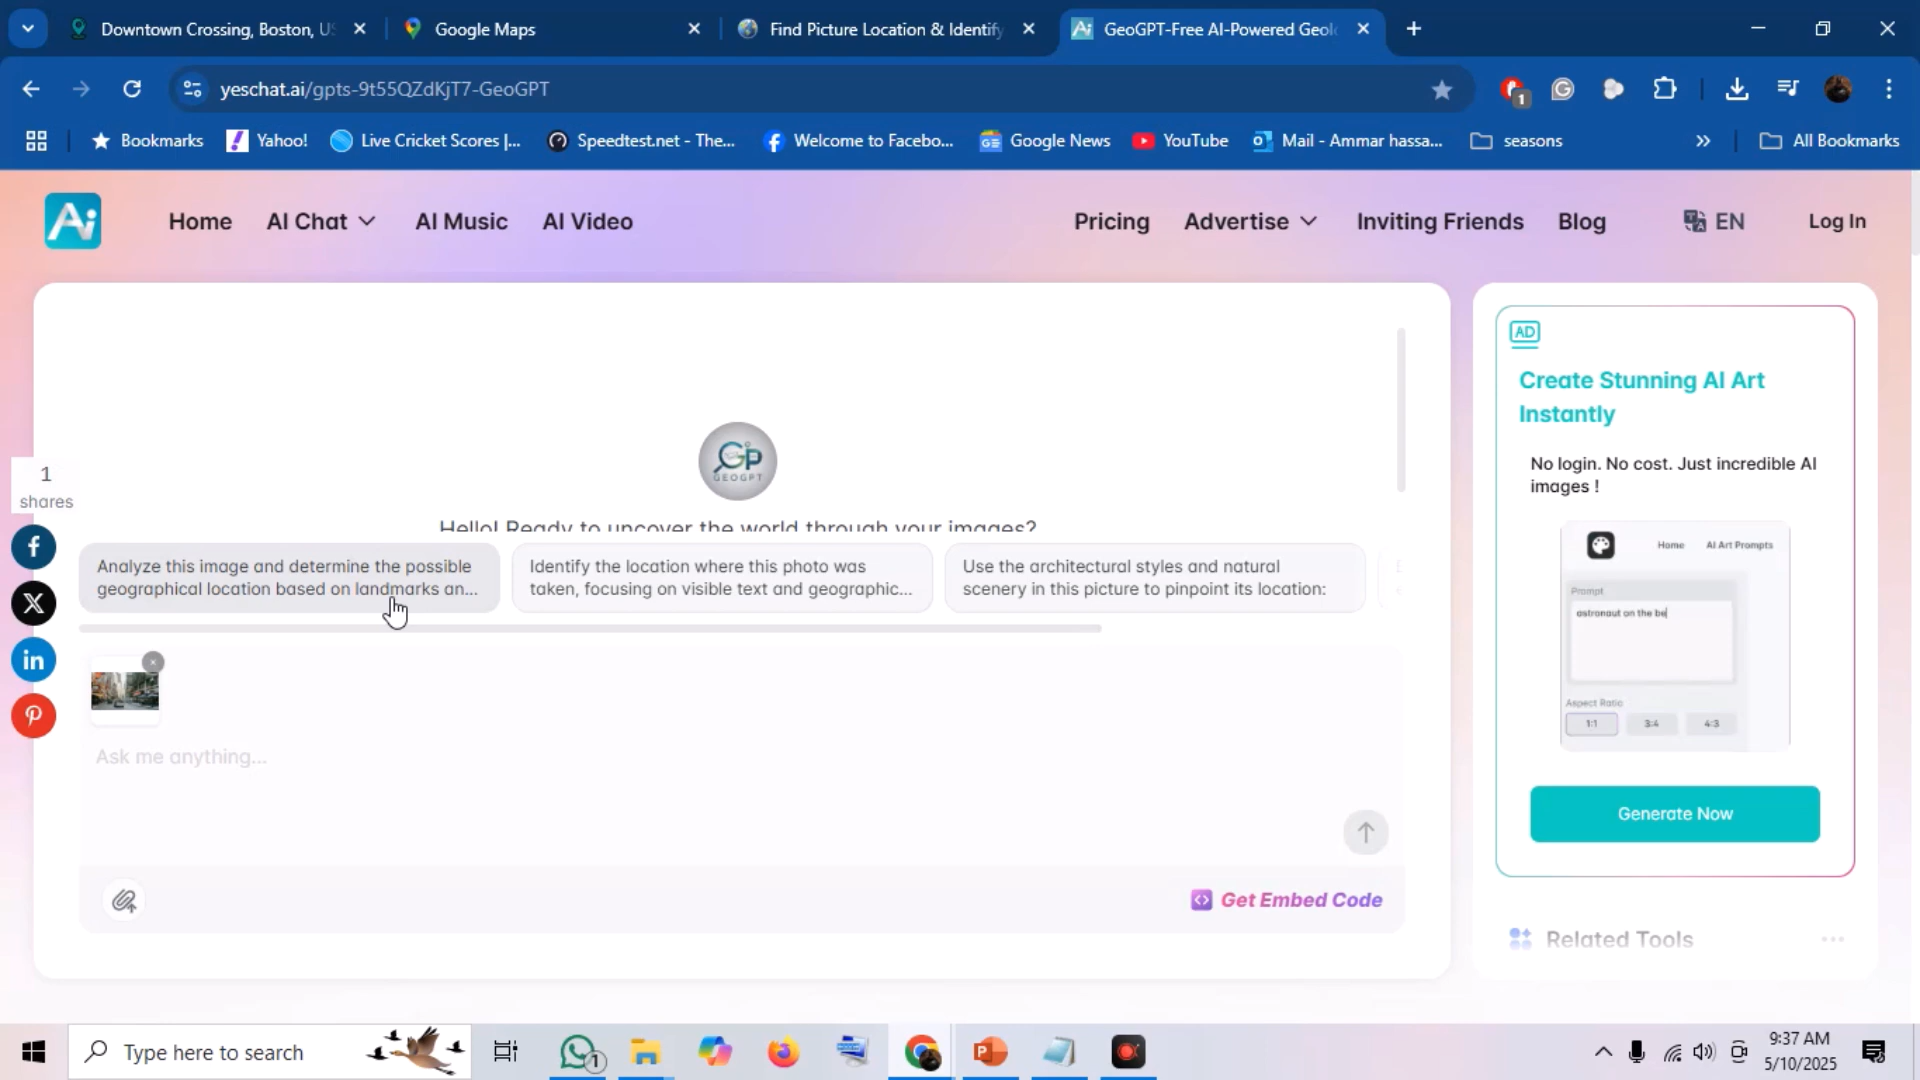 Downtown Crossing, Boston, US
Google Maps
Find Picture Location & Identify
GeoGPT-Free AI-Powered Geolo
yeschat.ai/gpts-9t55QZdKjT7-GeoGPT
1
Bookmarks
Yahoo!
Live Cricket Scores |...
Speedtest.net - The...
Welcome to Facebo...
Google News
YouTube
Mail - Ammar hassa...
seasons
»
All Bookmarks
Ai
Home
AI Chat
AI Music
AI Video
Pricing
Advertise
Inviting Friends
Blog
EN
Log In
GP
GEOGPT
Hello! Ready to uncover the world through your images?
1
shares
Analyze this image and determine the possible
geographical location based on landmarks an...
Identify the location where this photo was
taken, focusing on visible text and geographic...
Use the architectural styles and natural
scenery in this picture to pinpoint its location:
Ask me anything...
Get Embed Code
AD
Create Stunning AI Art
Instantly
No login. No cost. Just incredible AI
images !
Home
AI Art Prompts
Prompt
astronaut on the be
Aspect Ratio
1:1
3:4
4:3
Generate Now
Related Tools
Type here to search
1
9:37 AM
5/10/2025